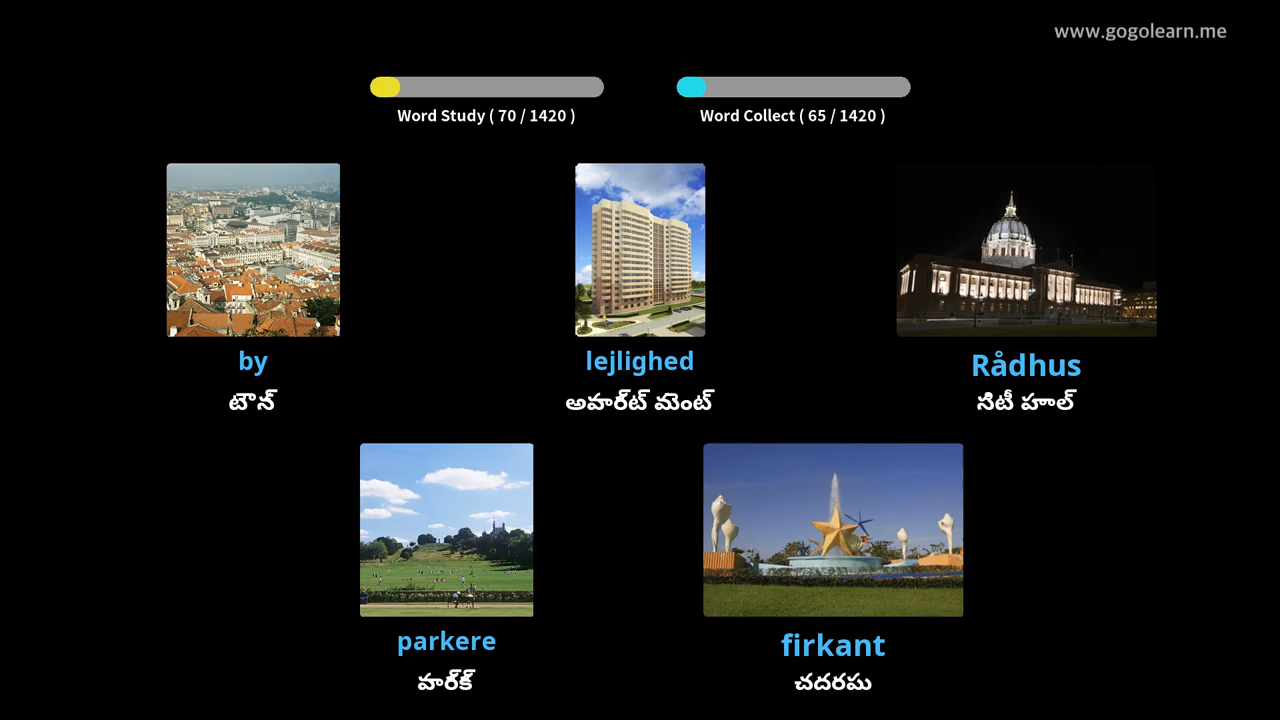 www.gogolearn.me
Word Study ( 70 / 1420 )
Word Collect ( 65 / 1420 )
by
lejlighed
Rådhus
టౌన్
అపార్ట్ మెంట్
సిటీ హాల్
parkere
firkant
పార్క్
చదరపు